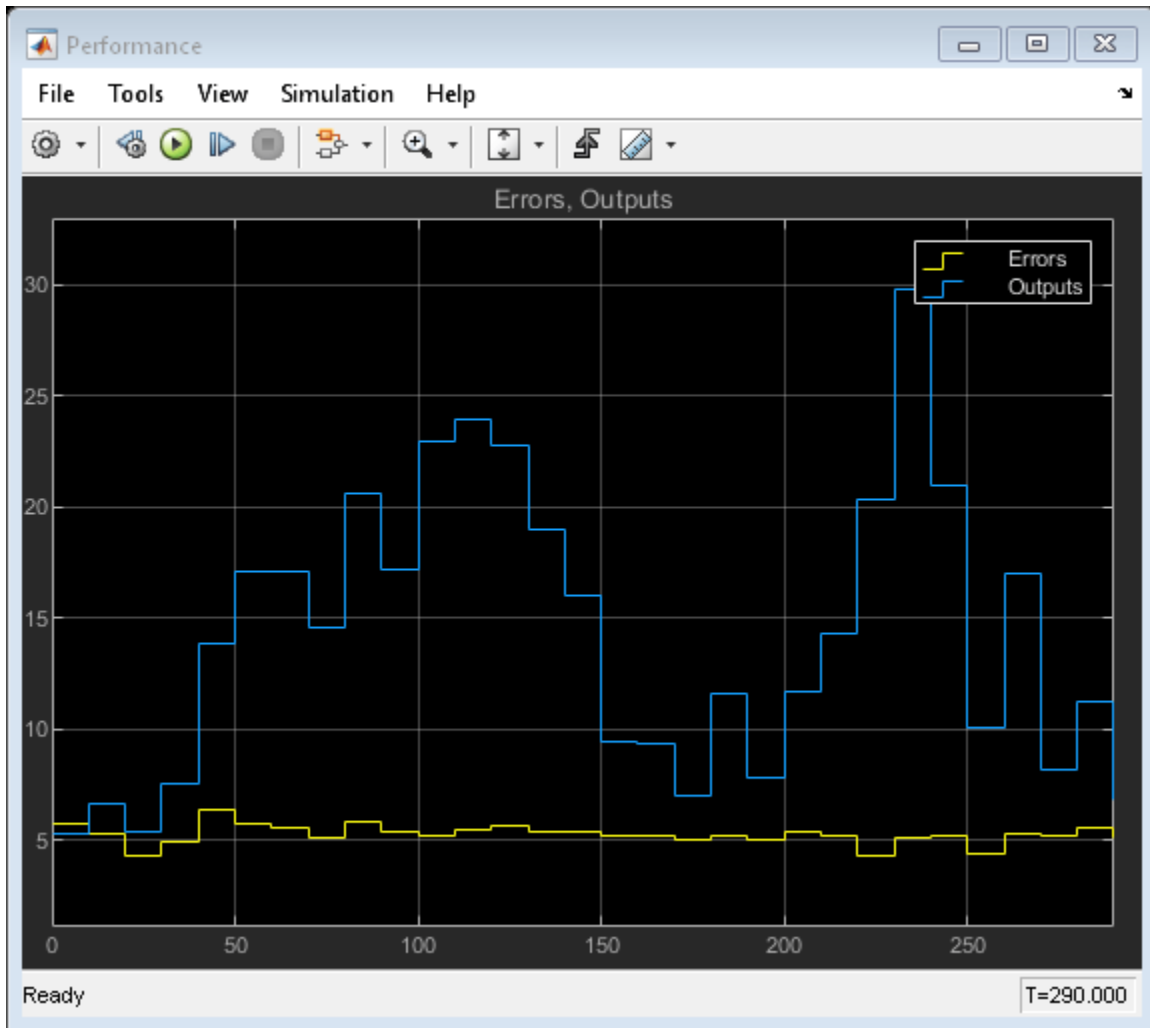 Performance
File Tools View Simulation Help
Errors, Outputs
Errors
Outputs
30
25
20
15
10
5
0 50 100 150 200 250
Ready T=290.000